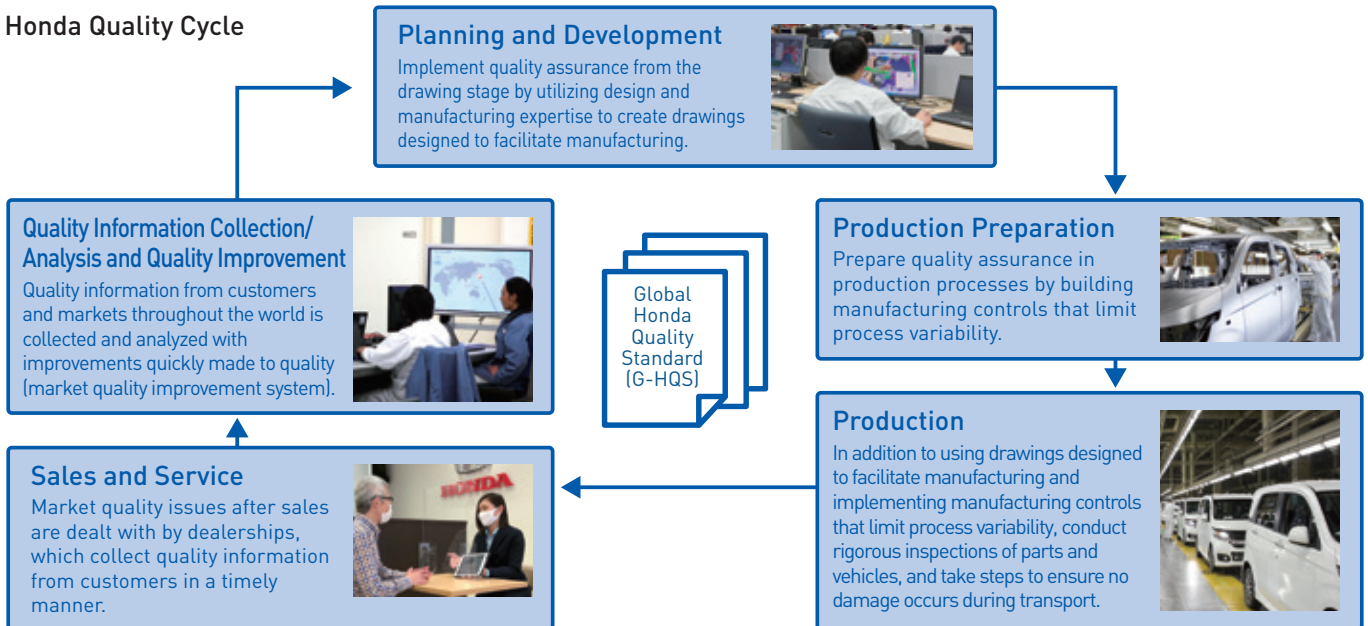 Honda Quality Cycle
Planning and Development
Implement quality assurance from the
drawing stage by utilizing design and
manufacturing expertise to create drawings
designed to facilitate manufacturing.
Quality Information Collection/
Analysis and Quality Improvement
Quality information from customers
and markets throughout the world is
collected and analyzed with
improvements quickly made to quality
(market quality improvement system).
Global
Honda
Quality
Standard
(G-HQS)
Production Preparation
Prepare quality assurance in
production processes by building
manufacturing controls that limit
process variability.
Sales and Service
Market quality issues after sales
are dealt with by dealerships,
which collect quality information
from customers in a timely
manner.
HONDA
Production
In addition to using drawings designed
to facilitate manufacturing and
implementing manufacturing controls
that limit process variability, conduct
rigorous inspections of parts and
vehicles, and take steps to ensure no
damage occurs during transport.